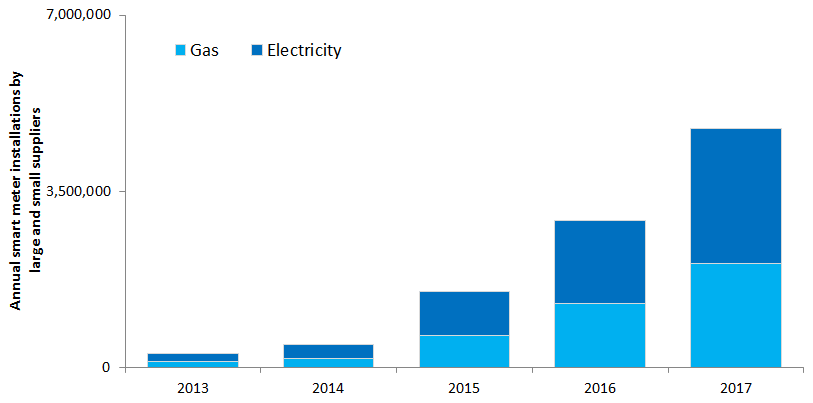 7,000,000
Gas
Electricity
3,500,000
0
Annual smart meter installations by
large and small suppliers
2013
2014
2015
2016
2017